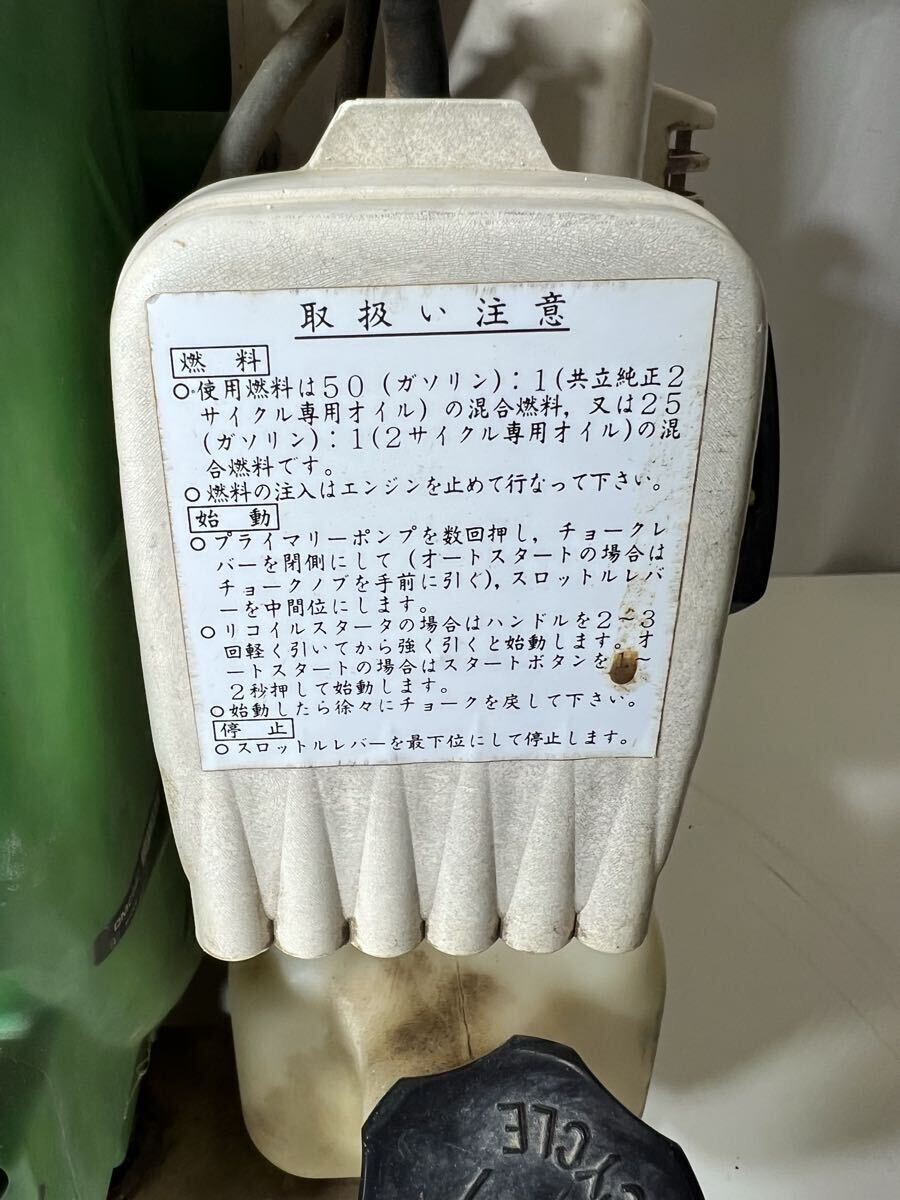 取扱い注意
燃料
○使用燃料は50(ガソリン):1(共立純正2
サイクル専用オイル)の混合燃料,又は25
(ガソリン):1(2サイクル専用オイル)の混
合燃料です。
○燃料の注入はエンジンを止めて行なって下さい。
始動
○プライマリーポンプを数回押し,チョークレ
バーを閉側にして(オートスタートの場合は
チョークノブを手前に引く),スロットルレバ
ーを中間位にします。
○リコイルスタータの場合はハンドルを2~3
回軽く引いてから強く引くと始動します。オ
ートスタートの場合はスタートボタンを1~
2秒押して始動します。
○始動したら徐々にチョークを戻して下さい。
停止
○スロットルレバーを最下位にして停止します。
CYCLE